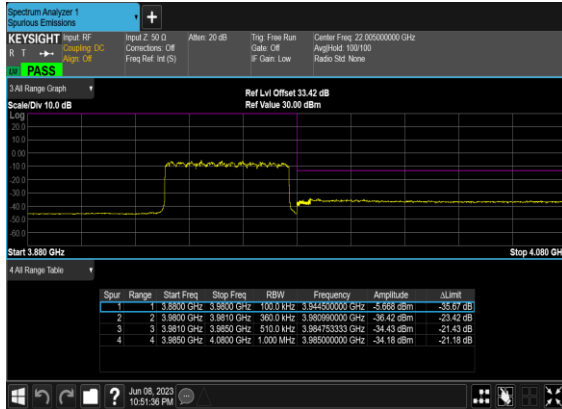 Spectrum Analyzer 1
Spurious Emissions
+
KEYSIGHT Input: RF Input Z: 50 Ω Atten: 20 dB Trig: Free Run Center Freq: 22.005000000 GHz
R T Coupling: DC Corrections: Off Gate: Off Avg|Hold: 100/100
Align: Off Freq Ref: Int (S) IF Gain: Low Radio Std: None
PASS
3 All Range Graph
Ref Lvl Offset 33.42 dB
Scale/Div 10.0 dB Ref Value 30.00 dBm
Log
20.0
10.0
0.00
-10.0
-20.0
-30.0
-40.0
-50.0
-60.0
Start 3.880 GHz Stop 4.080 GH
4 All Range Table
Spur Range Start Freq Stop Freq RBW Frequency Amplitude ΔLimit
1 1 3.8800 GHz 3.9800 GHz 100.0 kHz 3.944500000 GHz -5.668 dBm -35.67 dB
2 2 3.9800 GHz 3.9810 GHz 360.0 kHz 3.980990000 GHz -36.42 dBm -23.42 dB
3 3 3.9810 GHz 3.9850 GHz 510.0 kHz 3.984753333 GHz -34.43 dBm -21.43 dB
4 4 3.9850 GHz 4.0800 GHz 1.000 MHz 3.985000000 GHz -34.18 dBm -21.18 dB
? Jun 08, 2023
10:51:36 PM